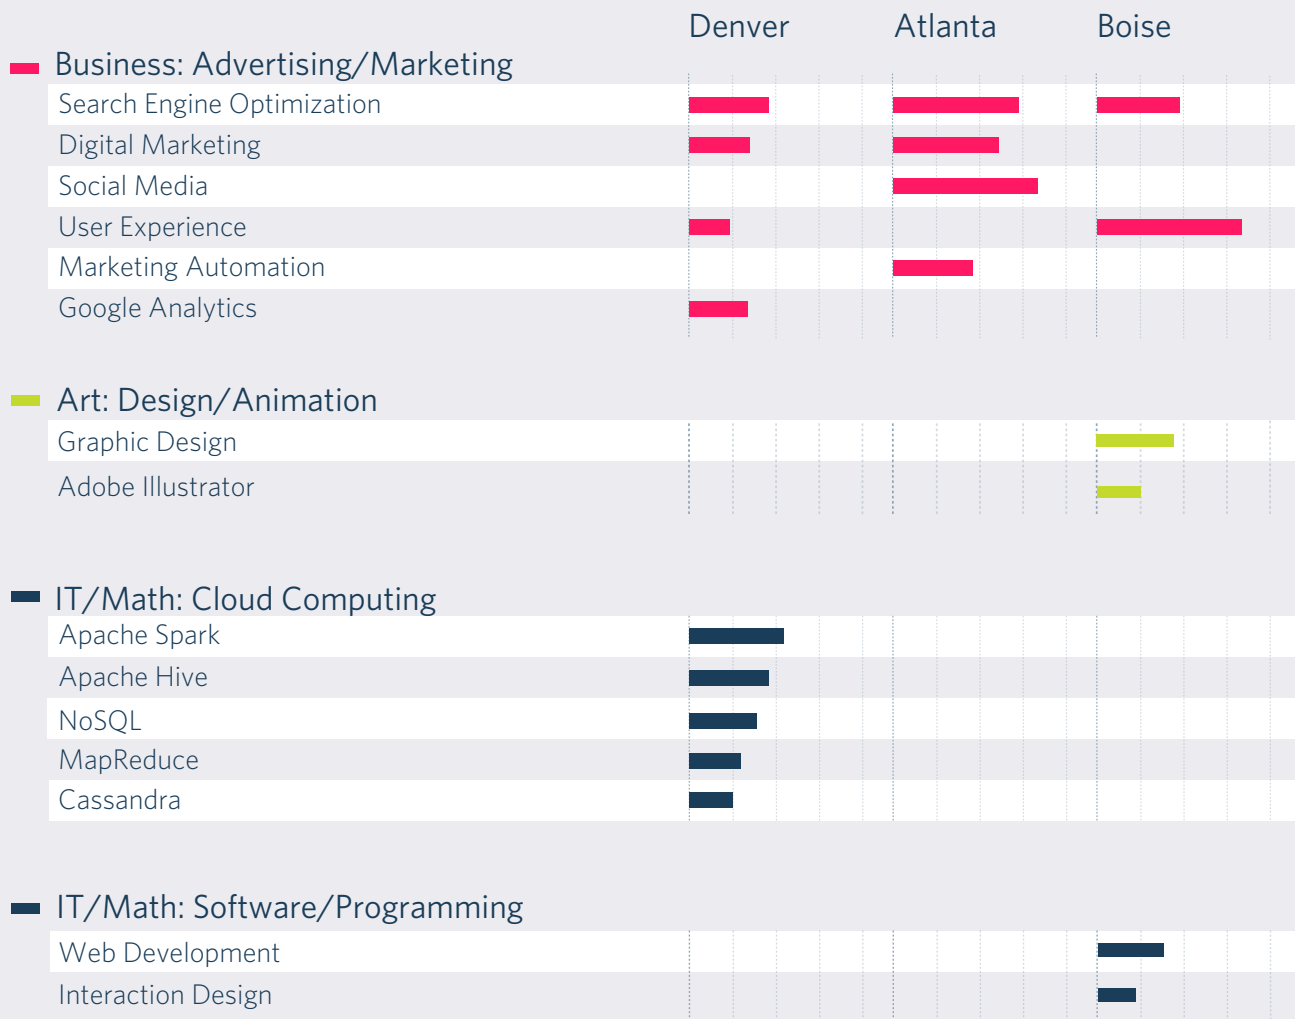 Denver Atlanta Boise
Business: Advertising/Marketing
Search Engine Optimization
Digital Marketing
Social Media
User Experience
Marketing Automation
Google Analytics
Art: Design/Animation
Graphic Design
Adobe Illustrator
IT/Math: Cloud Computing
Apache Spark
Apache Hive
NoSQL
MapReduce
Cassandra
IT/Math: Software/Programming
Web Development
Interaction Design